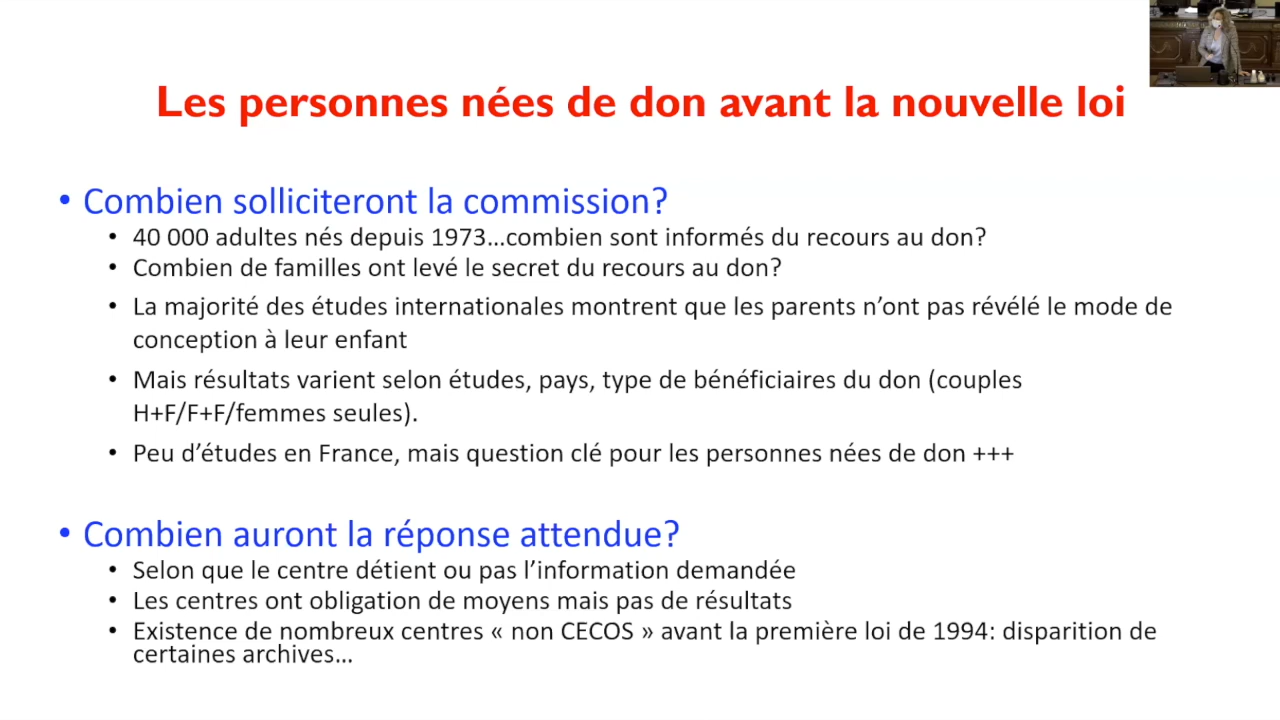 Les personnes nées de don avant la nouvelle loi
• Combien solliciteront la commission?
• 40 000 adultes nés depuis 1973...combien sont informés du recours au don?
• Combien de familles ont levé le secret du recours au don?
• La majorité des études internationales montrent que les parents n’ont pas révélé le mode de
conception à leur enfant
• Mais résultats varient selon études, pays, type de bénéficiaires du don (couples
H+F/F+F/femmes seules).
• Peu d’études en France, mais question clé pour les personnes nées de don +++
• Combien auront la réponse attendue?
• Selon que le centre détient ou pas l’information demandée
• Les centres ont obligation de moyens mais pas de résultats
• Existence de nombreux centres « non CECOS » avant la première loi de 1994: disparition de
certaines archives...